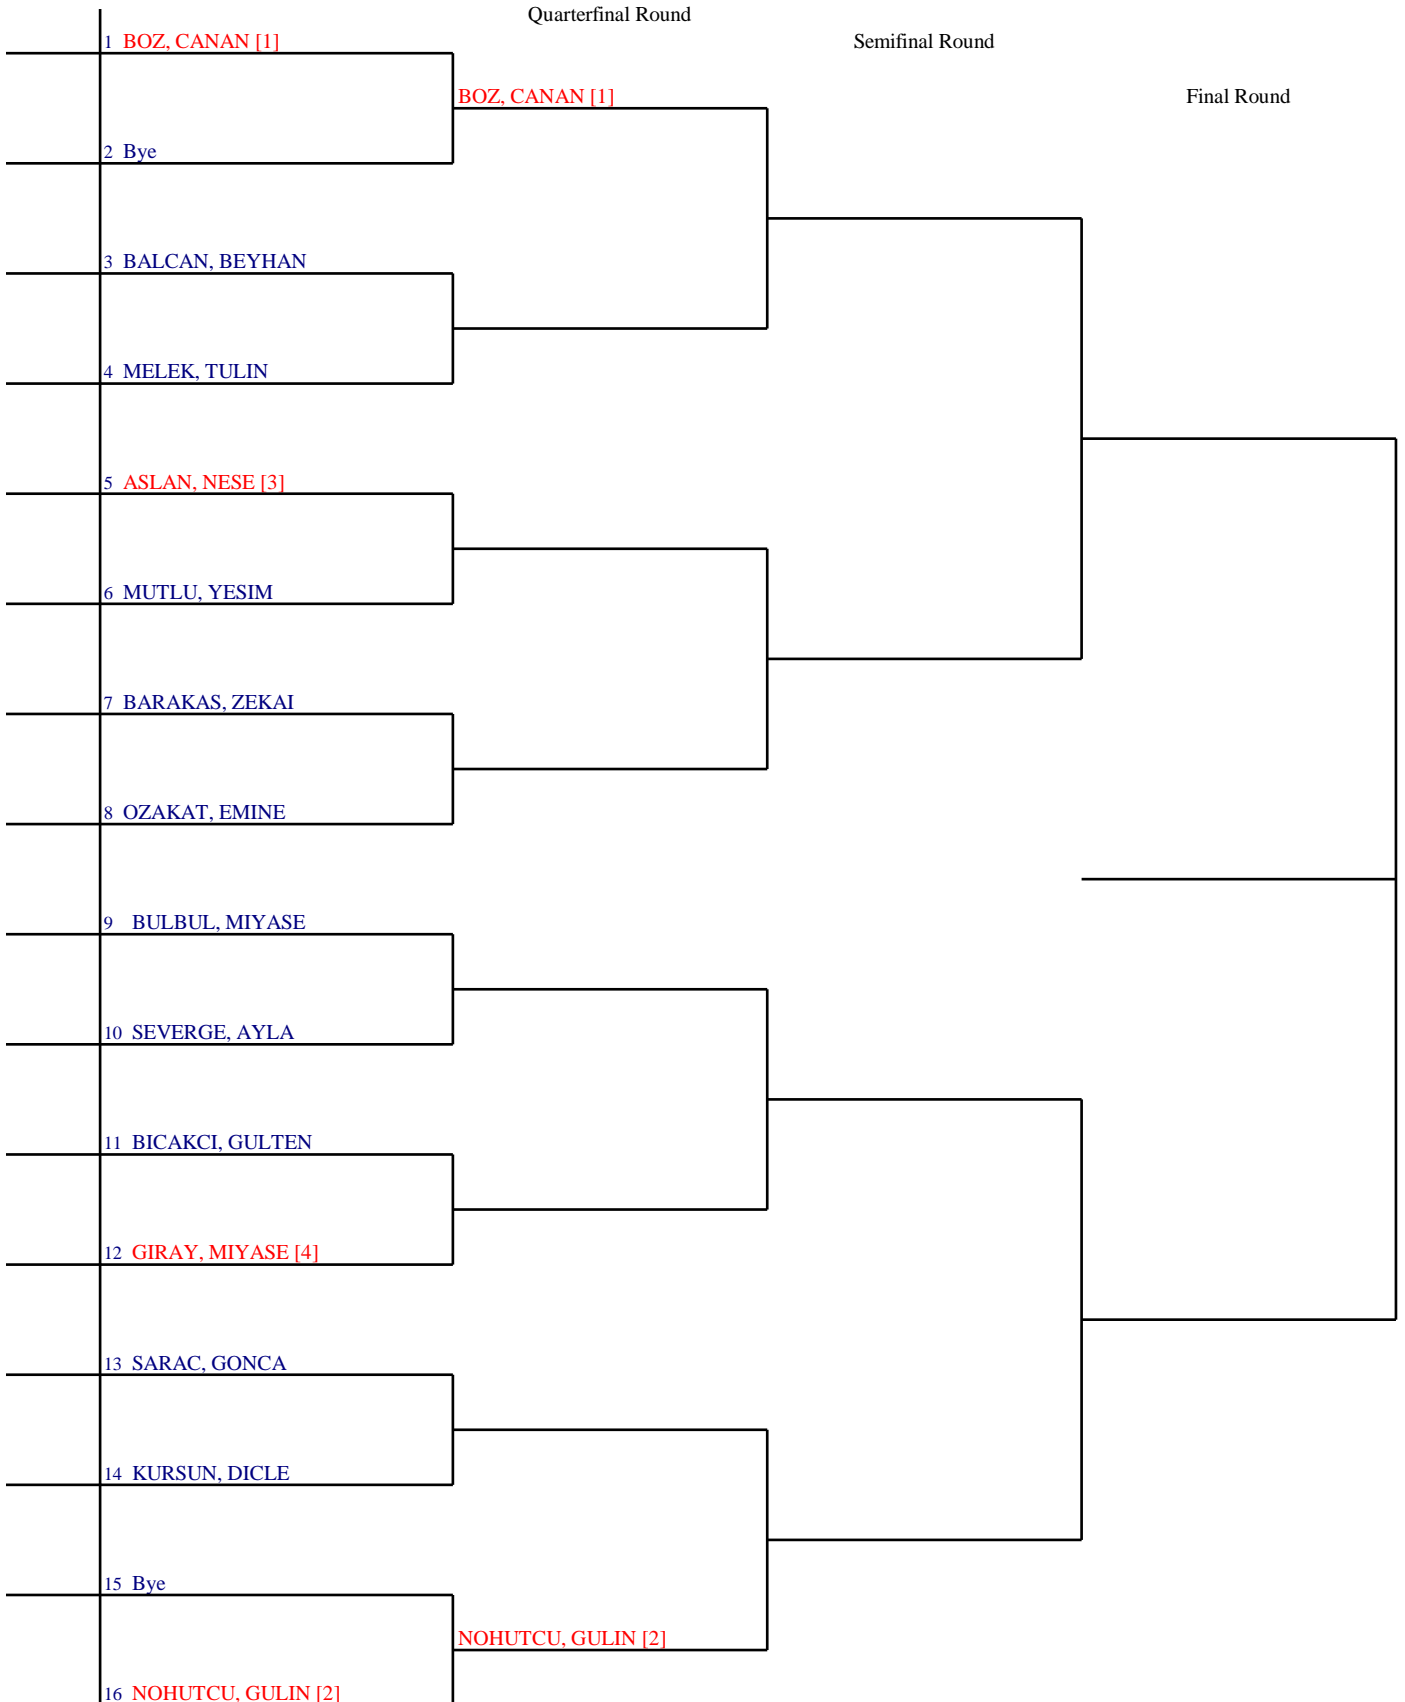 Quarterfinal Round
Semifinal Round
Final Round
1 BOZ, CANAN [1]
BOZ, CANAN [1]
2 Bye
3 BALCAN, BEYHAN
4 MELEK, TULIN
5 ASLAN, NESE [3]
6 MUTLU, YESIM
7 BARAKAS, ZEKAI
8 OZAKAT, EMINE
9 BULBUL, MIYASE
10 SEVERGE, AYLA
11 BICAKCI, GULTEN
12 GIRAY, MIYASE [4]
13 SARAC, GONCA
14 KURSUN, DICLE
15 Bye
NOHUTCU, GULIN [2]
16 NOHUTCU, GULIN [2]